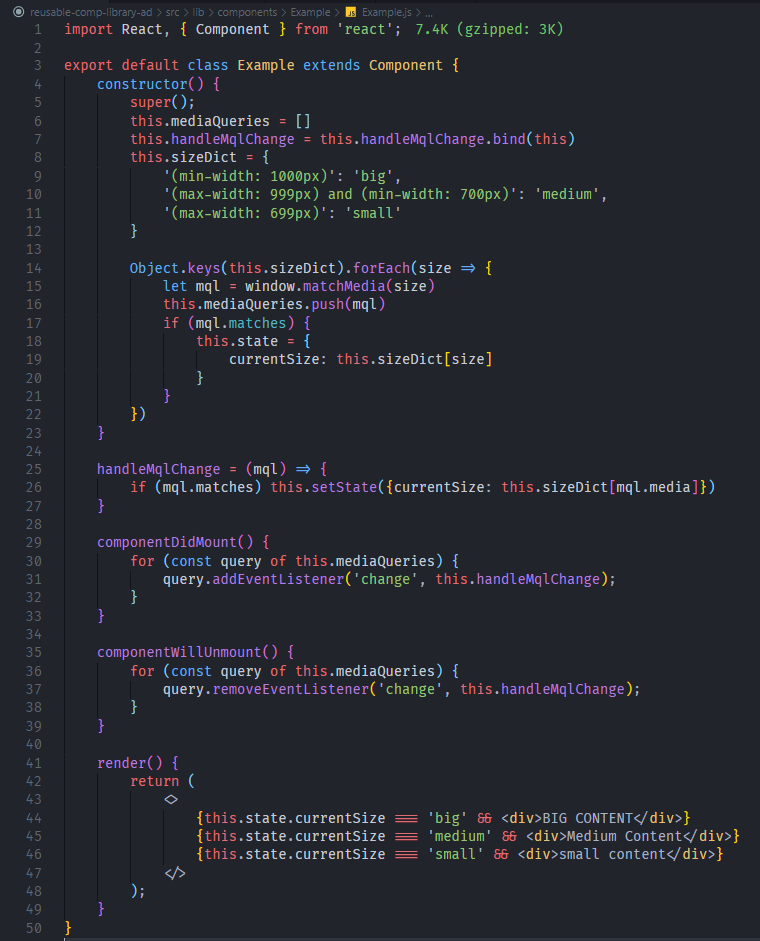 reusable-comp-library-ad > src > lib > components > Example > JS Example.js > ...
1 import React, { Component } from 'react'; 7.4K (gzipped: 3K)
2
3 export default class Example extends Component {
4     constructor() {
5         super();
6         this.mediaQueries = []
7         this.handleMqlChange = this.handleMqlChange.bind(this)
8         this.sizeDict = {
9             '(min-width: 1000px)': 'big',
10             '(max-width: 999px) and (min-width: 700px)': 'medium',
11             '(max-width: 699px)': 'small'
12         }
13
14         Object.keys(this.sizeDict).forEach(size => {
15             let mql = window.matchMedia(size)
16             this.mediaQueries.push(mql)
17             if (mql.matches) {
18                 this.state = {
19                     currentSize: this.sizeDict[size]
20                 }
21             }
22         })
23     }
24
25     handleMqlChange = (mql) => {
26         if (mql.matches) this.setState({currentSize: this.sizeDict[mql.media]})
27     }
28
29     componentDidMount() {
30         for (const query of this.mediaQueries) {
31             query.addEventListener('change', this.handleMqlChange);
32         }
33     }
34
35     componentWillUnmount() {
36         for (const query of this.mediaQueries) {
37             query.removeEventListener('change', this.handleMqlChange);
38         }
39     }
40
41     render() {
42         return (
43             <>
44                 {this.state.currentSize === 'big' && <div>BIG CONTENT</div>}
45                 {this.state.currentSize === 'medium' && <div>Medium Content</div>}
46                 {this.state.currentSize === 'small' && <div>small content</div>}
47             </>
48         );
49     }
50 }